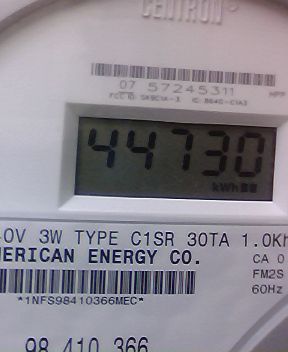 CENTRON®
07 57245311
44730
kWh
0V 3W TYPE C1SR 30TA 1.0Kh
MERICAN ENERGY CO.
CA 0
FM2S
60Hz
*1NFS98410366MEC*
98 410 366